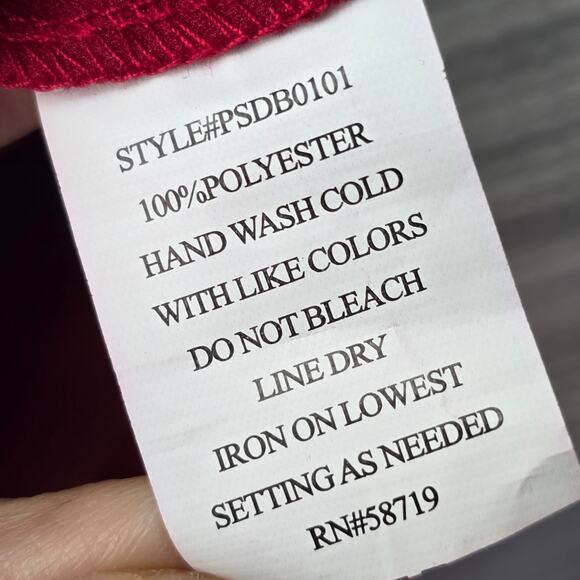 STYLE#PSDB0101
100%POLYESTER
HAND WASH COLD
WITH LIKE COLORS
DO NOT BLEACH
LINE DRY
IRON ON LOWEST
SETTING AS NEEDED
RN#58719